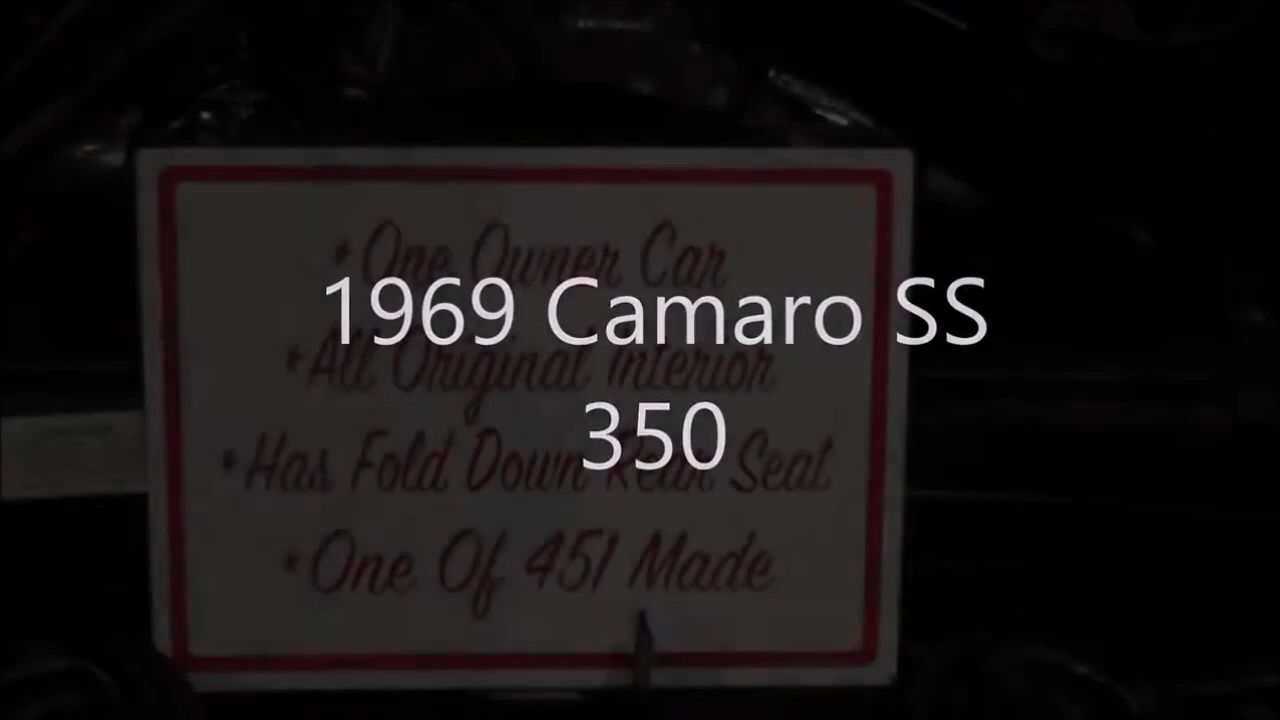 • One Owner Car
1969 Camaro SS
• All Original Interior
350
• Has Fold Down Rear Seat
• One Of 451 Made